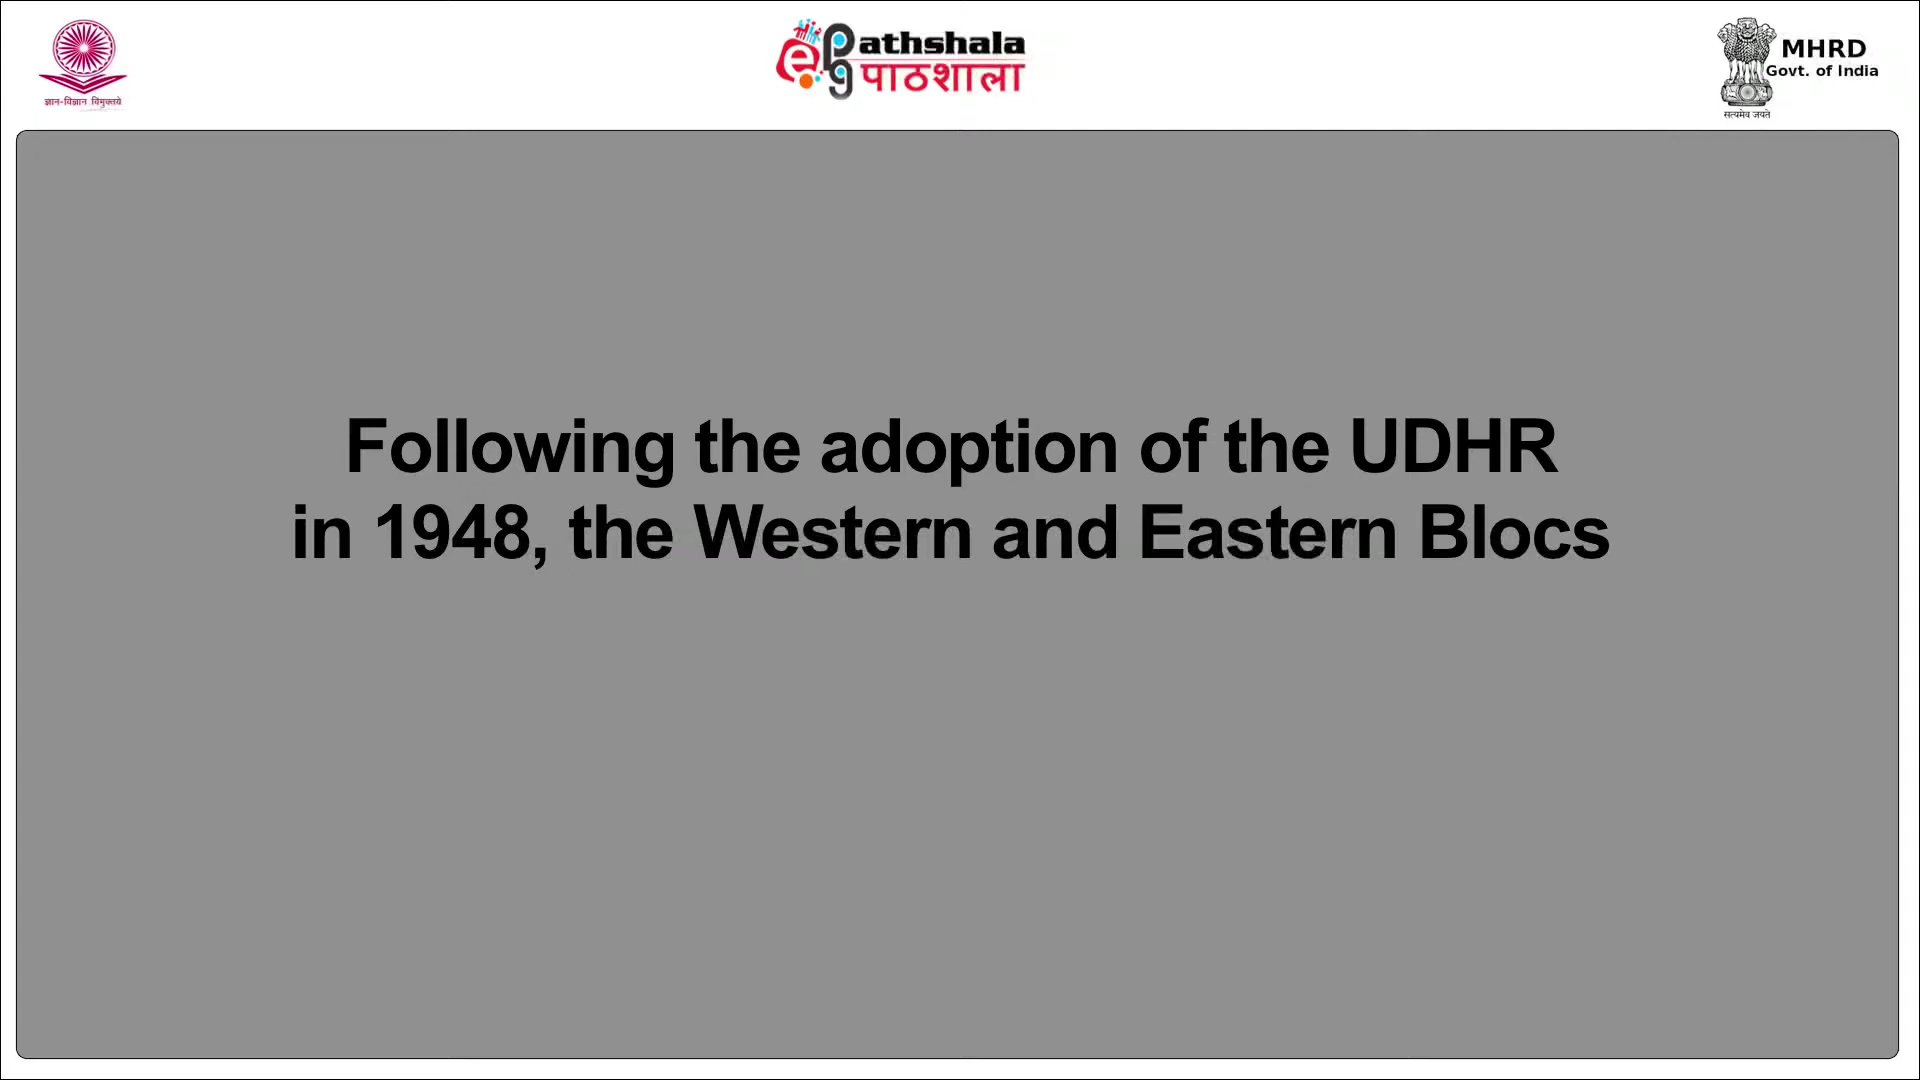 ज्ञान-विज्ञान विमुक्तये
ePGathshala
पाठशाला
MHRD
Govt. of India
सत्यमेव जयते
Following the adoption of the UDHR
in 1948, the Western and Eastern Blocs